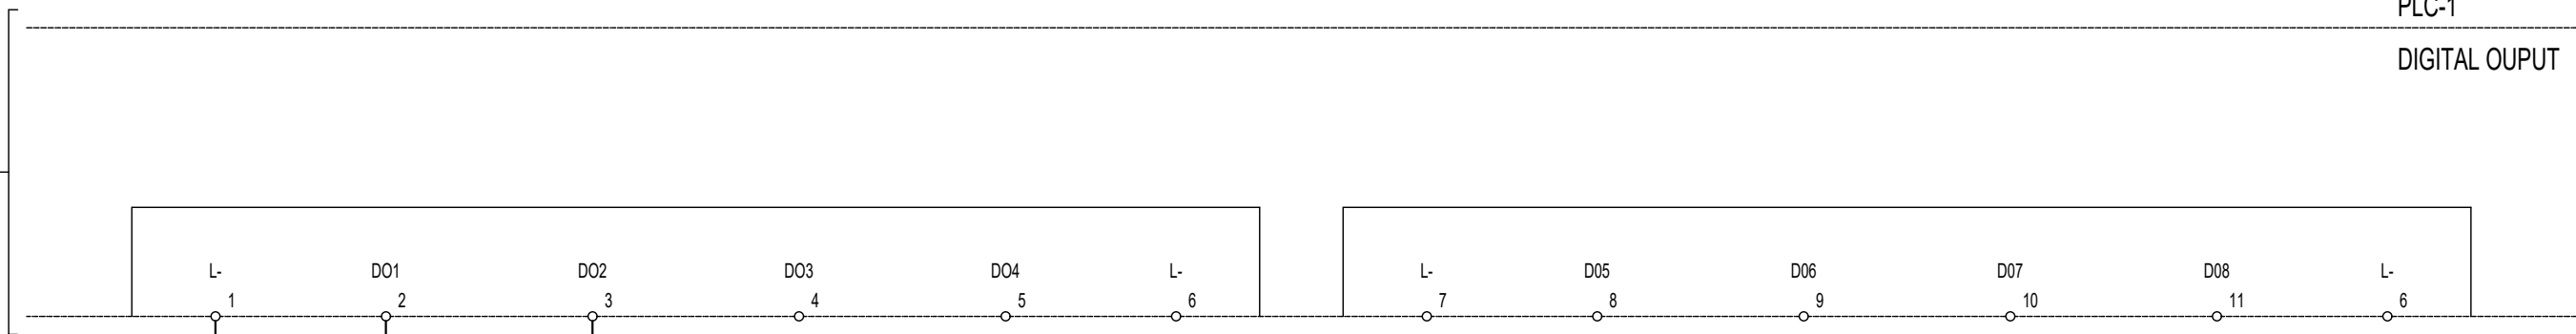 PLC-1
DIGITAL OUPUT
L- DO1 DO2 DO3 DO4 L- L- D05 D06 D07 D08 L-
1 2 3 4 5 6 7 8 9 10 11 6